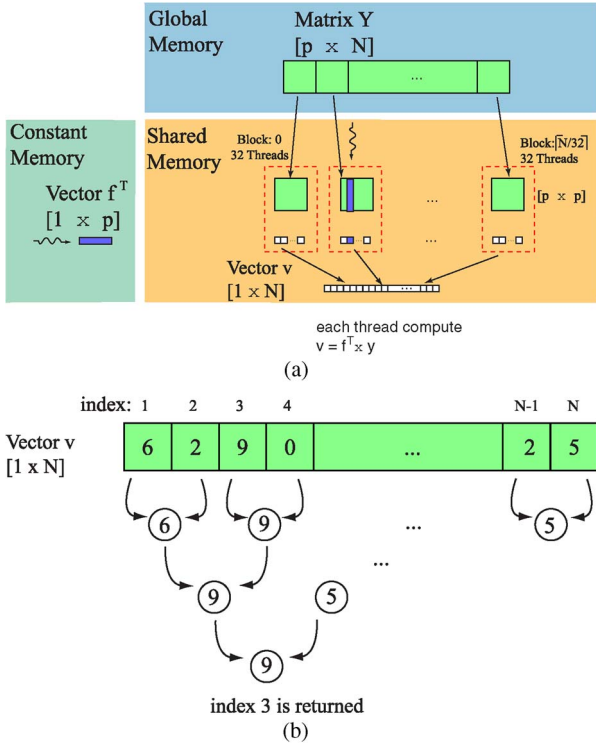 Global
Memory
Matrix Y
[p x N]
...
Constant
Memory
Vector f T
[1 x p]
Shared
Memory
Block: 0
32 Threads
Block:⌈N/32⌉
32 Threads
...
[p x p]
...
Vector v
[1 x N]
...
each thread compute
v = f T x y
(a)
index: 1 2 3 4 N-1 N
Vector v
[1 x N]
6 2 9 0 ... 2 5
6 9 ... 5
...
9 5
9
index 3 is returned
(b)